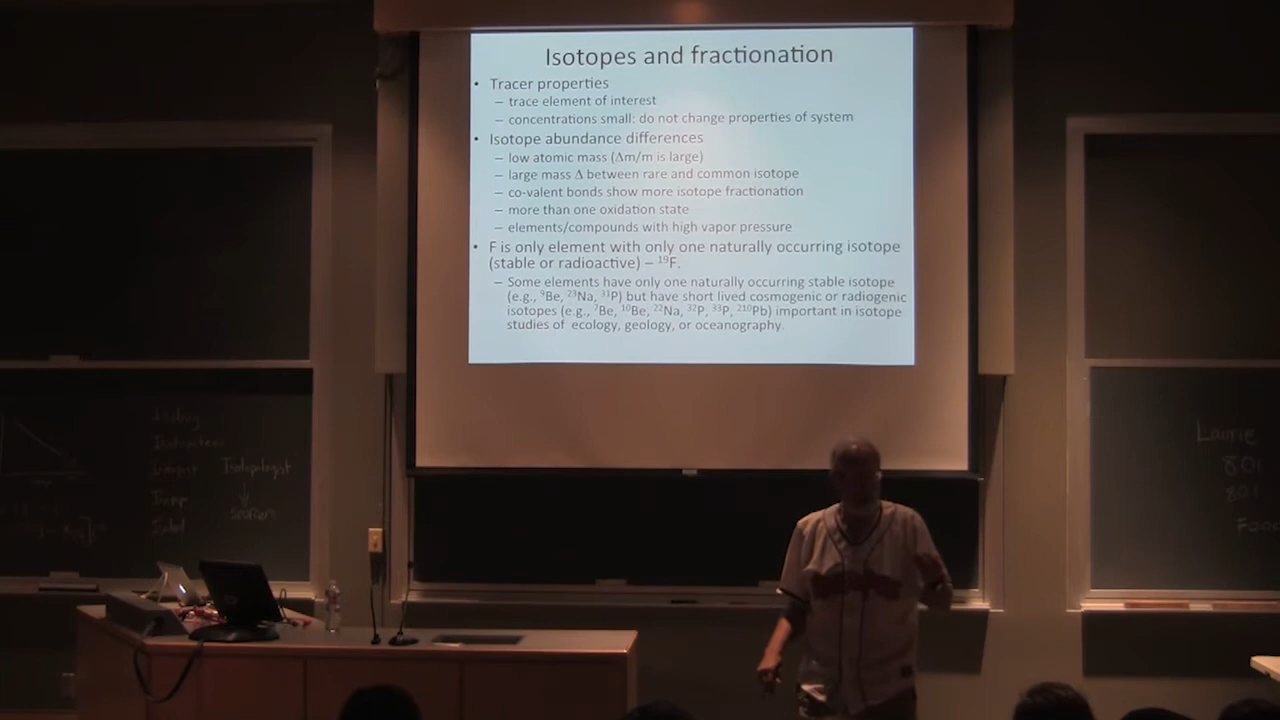 Isotopes and fractionation
• Tracer properties
– trace element of interest
– concentrations small: do not change properties of system
• Isotope abundance differences
– low atomic mass (Δm/m is large)
– large mass Δ between rare and common isotope
– co-valent bonds show more isotope fractionation
– more than one oxidation state
– elements/compounds with high vapor pressure
• F is only element with only one naturally occurring isotope
(stable or radioactive) – ¹⁹F.
– Some elements have only one naturally occurring stable isotope
(e.g., ⁹Be, ²³Na, ³¹P) but have short lived cosmogenic or radiogenic
isotopes (e.g., ⁷Be, ¹⁰Be, ²²Na, ³²P, ³³P, ²¹⁰Pb) important in isotope
studies of ecology, geology, or oceanography.
Isotopologist
Laurie
801
801